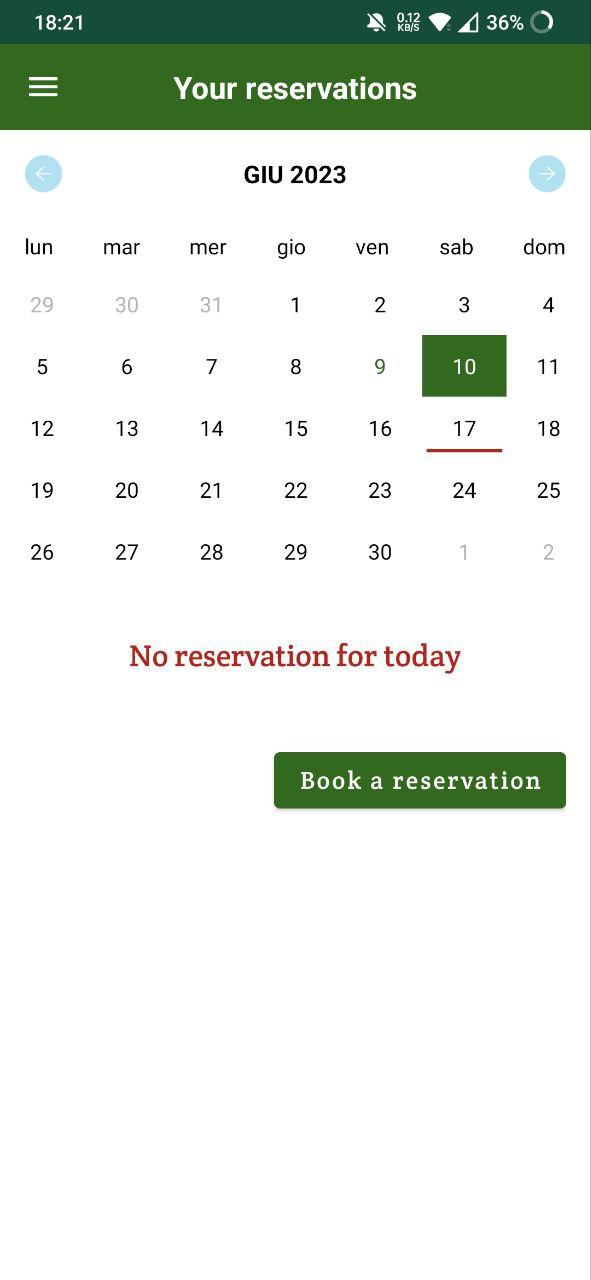 18:21 0.12 KB/S 36%
Your reservations
GIU 2023
lun mar mer gio ven sab dom
29 30 31 1 2 3 4
5 6 7 8 9 10 11
12 13 14 15 16 17 18
19 20 21 22 23 24 25
26 27 28 29 30 1 2
No reservation for today
Book a reservation